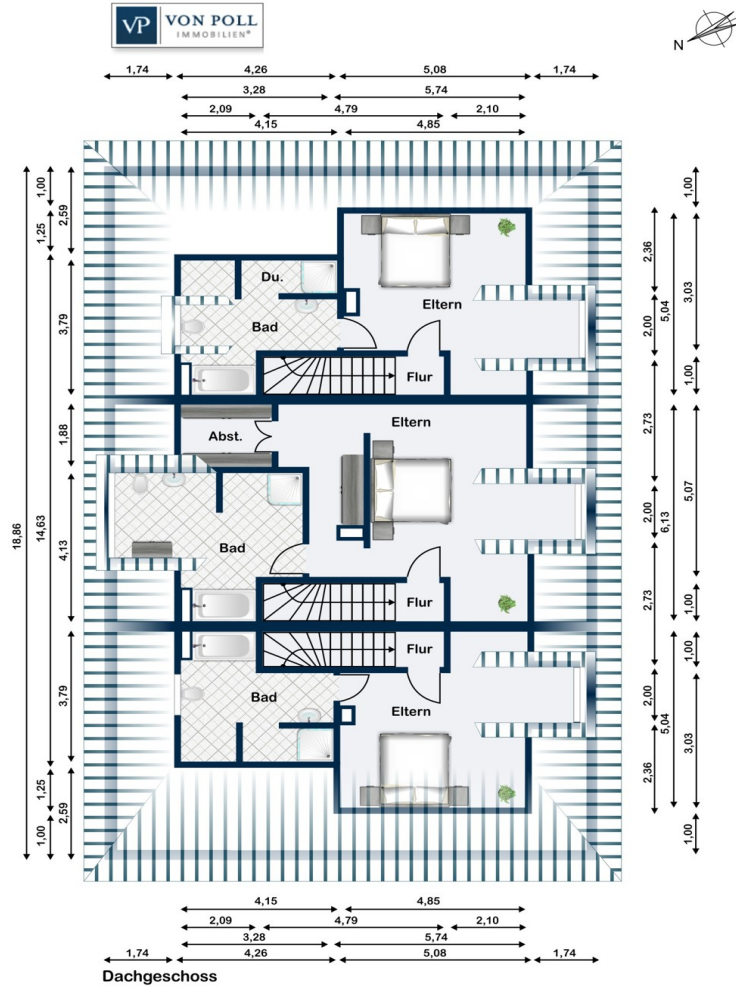 VP VON POLL
IMMOBILIEN®
N
1,74 4,26 5,08 1,74
3,28 5,74
2,09 4,79 2,10
4,15 4,85
18,86
1,00
1,25
14,63
1,25
1,00
2,59
3,79
1,88
4,13
3,79
2,59
Du.
Bad
Eltern
Flur
Eltern
Abst.
Bad
Flur
Flur
Bad
Eltern
2,36
2,00
2,73
2,00
2,73
2,00
2,36
5,04
6,13
5,04
1,00
3,03
1,00
5,07
1,00
1,00
3,03
1,00
4,15 4,85
2,09 4,79 2,10
3,28 5,74
1,74 4,26 5,08 1,74
Dachgeschoss